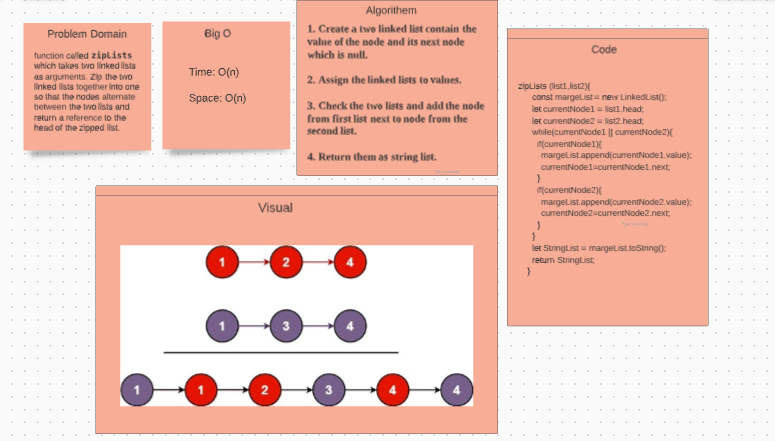 Problem Domain
function called zipLists
which takes two linked lists
as arguments. Zip the two
linked lists together into one
so that the nodes alternate
between the two lists and
return a reference to the
head of the zipped list.
Big O
Time: O(n)
Space: O(n)
Algorithem
1. Create a two linked list contain the
value of the node and its next node
which is null.
2. Assign the linked lists to values.
3. Check the two lists and add the node
from first list next to node from the
second list.
4. Return them as string list.
Code
zipLists (list1,list2){
const margeList = new LinkedList();
let currentNode1 = list1.head;
let currentNode2 = list2.head;
while(currentNode1 || currentNode2){
if(currentNode1){
margeList.append(currentNode1.value);
currentNode1=currentNode1.next;
}
if(currentNode2){
margeList.append(currentNode2.value);
currentNode2=currentNode2.next;
}
}
let StringList = margeList.toString();
return StringList;
}
Visual
1 2 4
1 3 4
1 1 2 3 4 4